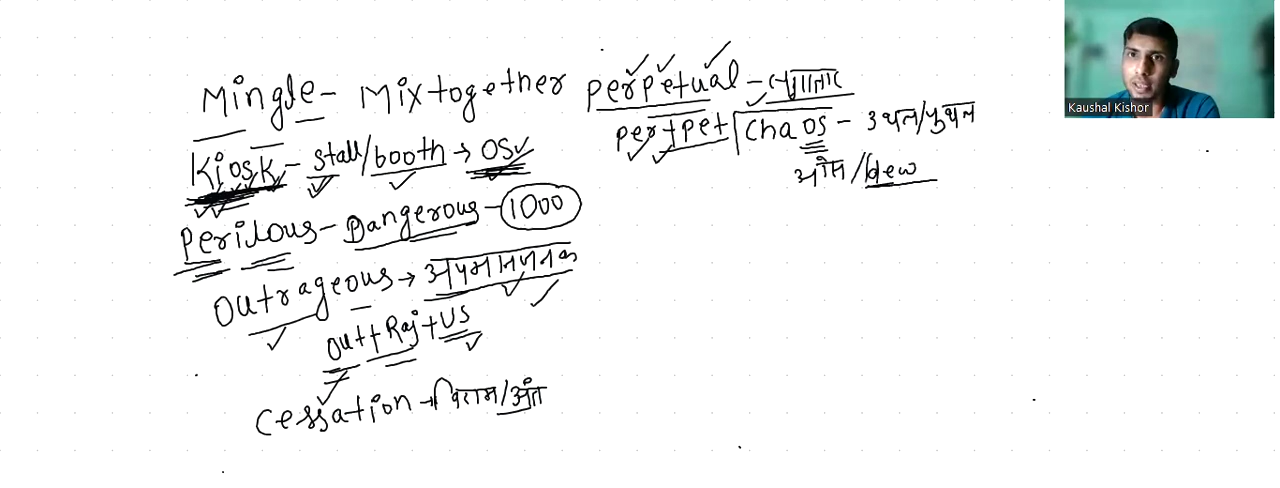 Mingle - Mix together
Kiosk - stall/booth → OS
Perilous - Dangerous - 1000
Outrageous → अपमानजनक
Out + Raj + US
Cessation → विराम/अंत
Perpetual - लगातार
Per + Pet
Chaos - उथल/पुथल
ओस/dew
Kaushal Kishor